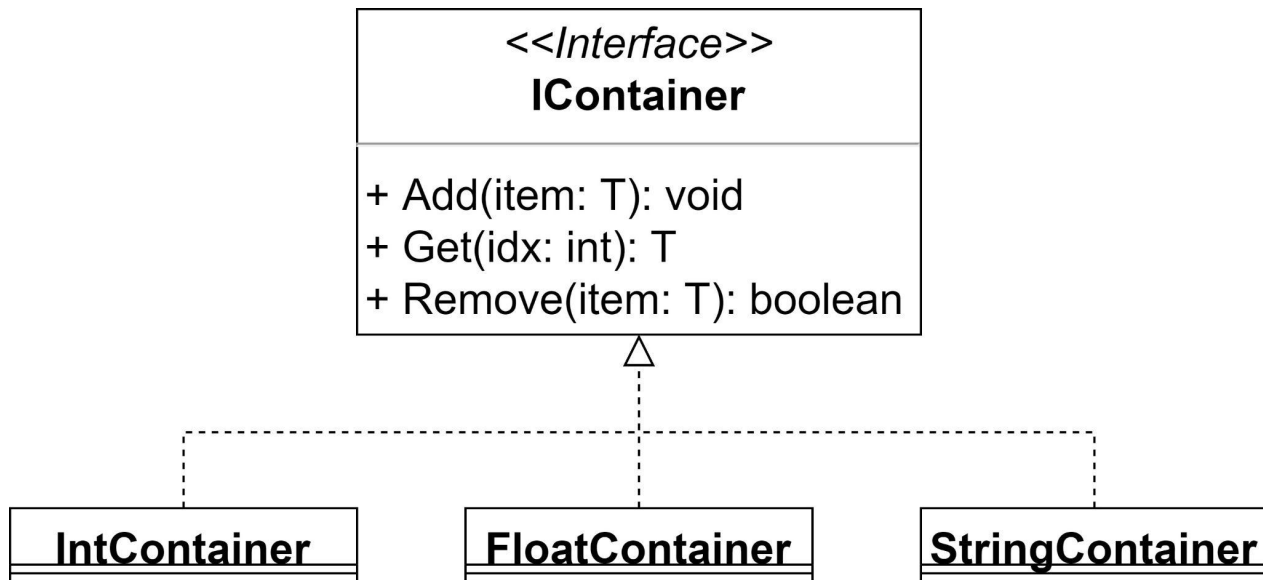 <<Interface>>
IContainer
+ Add(item: T): void
+ Get(idx: int): T
+ Remove(item: T): boolean
IntContainer
FloatContainer
StringContainer